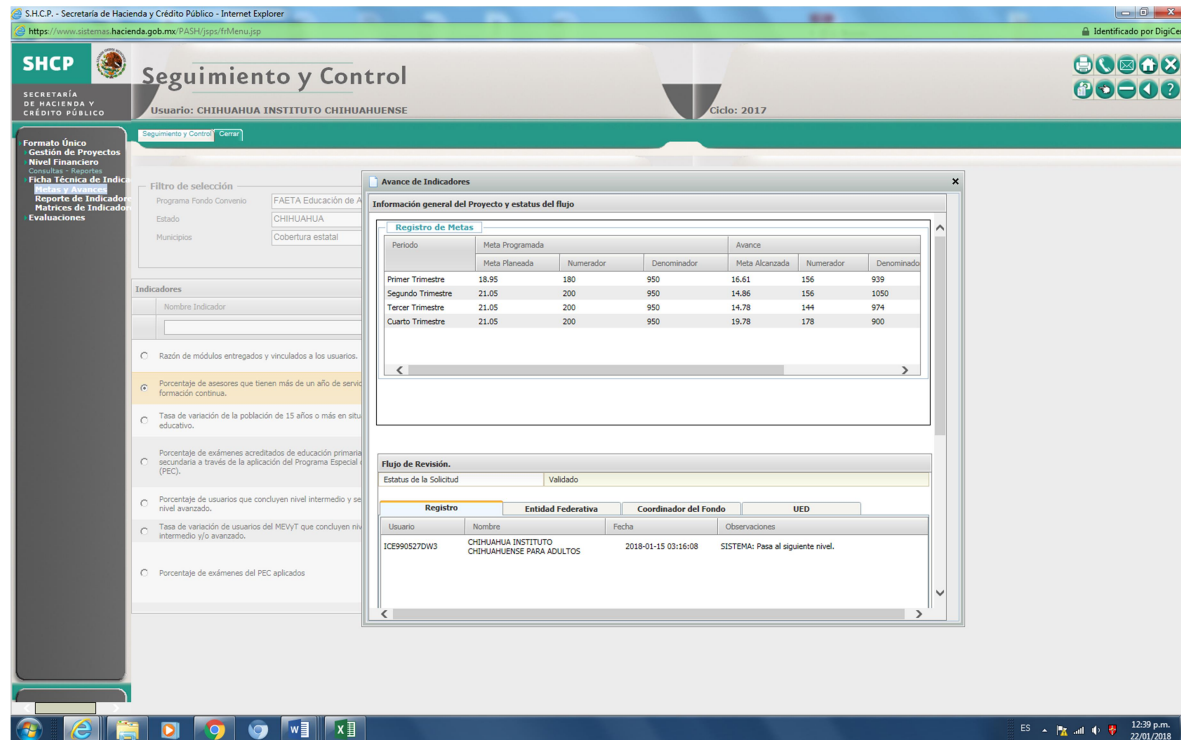 S.H.C.P. - Secretaría de Hacienda y Crédito Público - Internet Explorer
https://www.sistemas.hacienda.gob.mx/PASH/jsps/frMenu.jsp
Identificado por DigiCer
SHCP
SECRETARÍA
DE HACIENDA Y
CRÉDITO PÚBLICO
Seguimiento y Control
Usuario: CHIHUAHUA INSTITUTO CHIHUAHUENSE
Ciclo: 2017
Seguimiento y Control
Cerrar
Formato Único
Gestión de Proyectos
Nivel Financiero
Consultas - Reportes
Ficha Técnica de Indica
Metas y Avances
Reporte de Indicadore
Matrices de Indicador
Evaluaciones
Filtro de selección
Programa Fondo Convenio FAETA Educación de A
Estado CHIHUAHUA
Municipios Cobertura estatal
Indicadores
Nombre Indicador
Razón de módulos entregados y vinculados a los usuarios.
Porcentaje de asesores que tienen más de un año de servic
formación continua.
Tasa de variación de la población de 15 años o más en situ
educativo.
Porcentaje de exámenes acreditados de educación primaria
secundaria a través de la aplicación del Programa Especial
(PEC).
Porcentaje de usuarios que concluyen nivel intermedio y se
nivel avanzado.
Tasa de variación de usuarios del MEVyT que concluyen niv
intermedio y/o avanzado.
Porcentaje de exámenes del PEC aplicados
Avance de Indicadores
Información general del Proyecto y estatus del flujo
Registro de Metas
Periodo Meta Programada Avance
Meta Planeada Numerador Denominador Meta Alcanzada Numerador Denominado
Primer Trimestre 18.95 180 950 16.61 156 939
Segundo Trimestre 21.05 200 950 14.86 156 1050
Tercer Trimestre 21.05 200 950 14.78 144 974
Cuarto Trimestre 21.05 200 950 19.78 178 900
Flujo de Revisión.
Estatus de la Solicitud Validado
Registro Entidad Federativa Coordinador del Fondo UED
Usuario Nombre Fecha Observaciones
ICE990527DW3 CHIHUAHUA INSTITUTO CHIHUAHUENSE PARA ADULTOS 2018-01-15 03:16:08 SISTEMA: Pasa al siguiente nivel.
ES
12:39 p.m.
22/01/2018